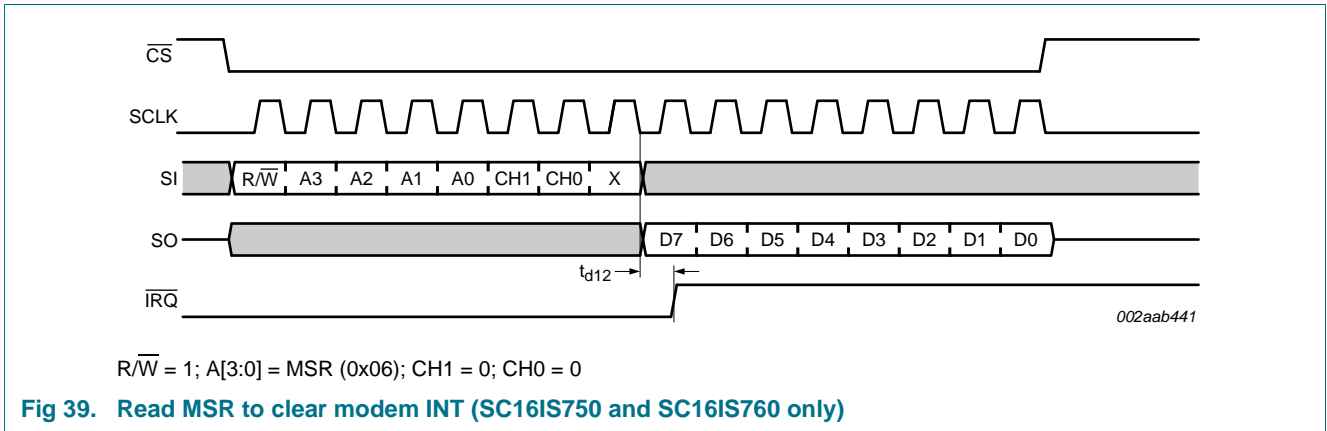 CS
SCLK
SI R/W A3 A2 A1 A0 CH1 CH0 X
SO D7 D6 D5 D4 D3 D2 D1 D0
td12
IRQ
002aab441
R/W = 1; A[3:0] = MSR (0x06); CH1 = 0; CH0 = 0
Fig 39. Read MSR to clear modem INT (SC16IS750 and SC16IS760 only)